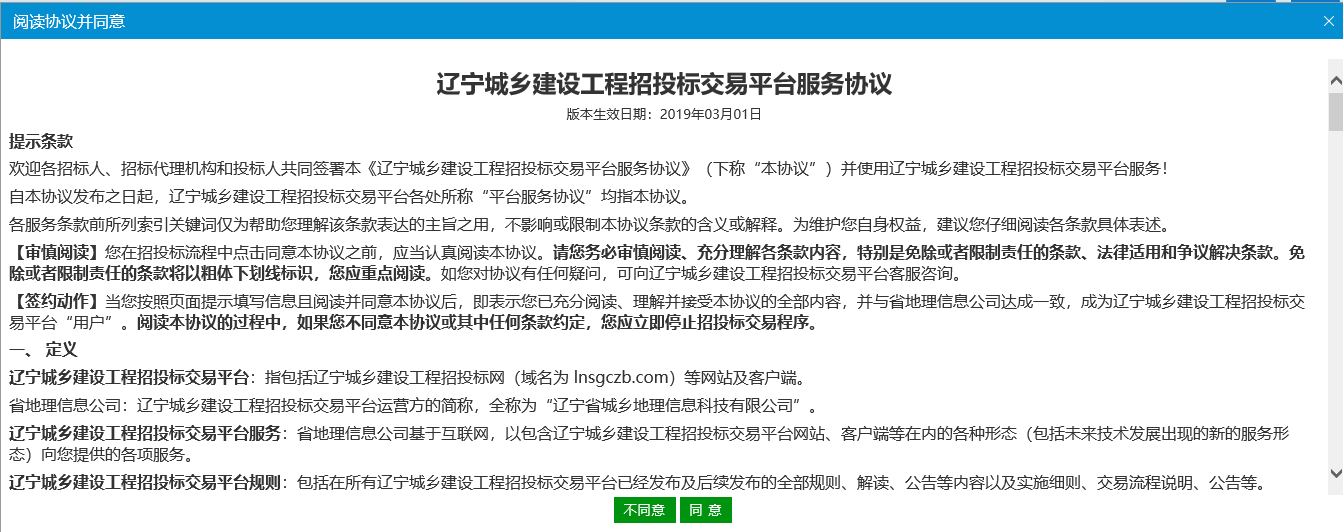 阅读协议并同意
辽宁城乡建设工程招投标交易平台服务协议
版本生效日期：2019年03月01日
提示条款
欢迎各招标人、招标代理机构和投标人共同签署本《辽宁城乡建设工程招投标交易平台服务协议》（下称“本协议”）并使用辽宁城乡建设工程招投标交易平台服务！
自本协议发布之日起，辽宁城乡建设工程招投标交易平台各处所称“平台服务协议”均指本协议。
各服务条款前所列索引关键词仅为帮助您理解该条款表达的主旨之用，不影响或限制本协议条款的含义或解释。为维护您自身权益，建议您仔细阅读各条款具体表述。
【审慎阅读】您在招投标流程中点击同意本协议之前，应当认真阅读本协议。请您务必审慎阅读、充分理解各条款内容，特别是免除或者限制责任的条款、法律适用和争议解决条款。免
除或者限制责任的条款将以粗体下划线标识，您应重点阅读。如您对协议有任何疑问，可向辽宁城乡建设工程招投标交易平台客服咨询。
【签约动作】当您按照页面提示填写信息且阅读并同意本协议后，即表示您已充分阅读、理解并接受本协议的全部内容，并与省地理信息公司达成一致，成为辽宁城乡建设工程招投标交
易平台“用户”。阅读本协议的过程中，如果您不同意本协议或其中任何条款约定，您应立即停止招投标交易程序。
一、 定义
辽宁城乡建设工程招投标交易平台：指包括辽宁城乡建设工程招投标网（域名为 lnsgczb.com）等网站及客户端。
省地理信息公司：辽宁城乡建设工程招投标交易平台运营方的简称，全称为“辽宁省城乡地理信息科技有限公司”。
辽宁城乡建设工程招投标交易平台服务：省地理信息公司基于互联网，以包含辽宁城乡建设工程招投标交易平台网站、客户端等在内的各种形态（包括未来技术发展出现的新的服务形
态）向您提供的各项服务。
辽宁城乡建设工程招投标交易平台规则：包括在所有辽宁城乡建设工程招投标交易平台已经发布及后续发布的全部规则、解读、公告等内容以及实施细则、交易流程说明、公告等。
不同意 同 意